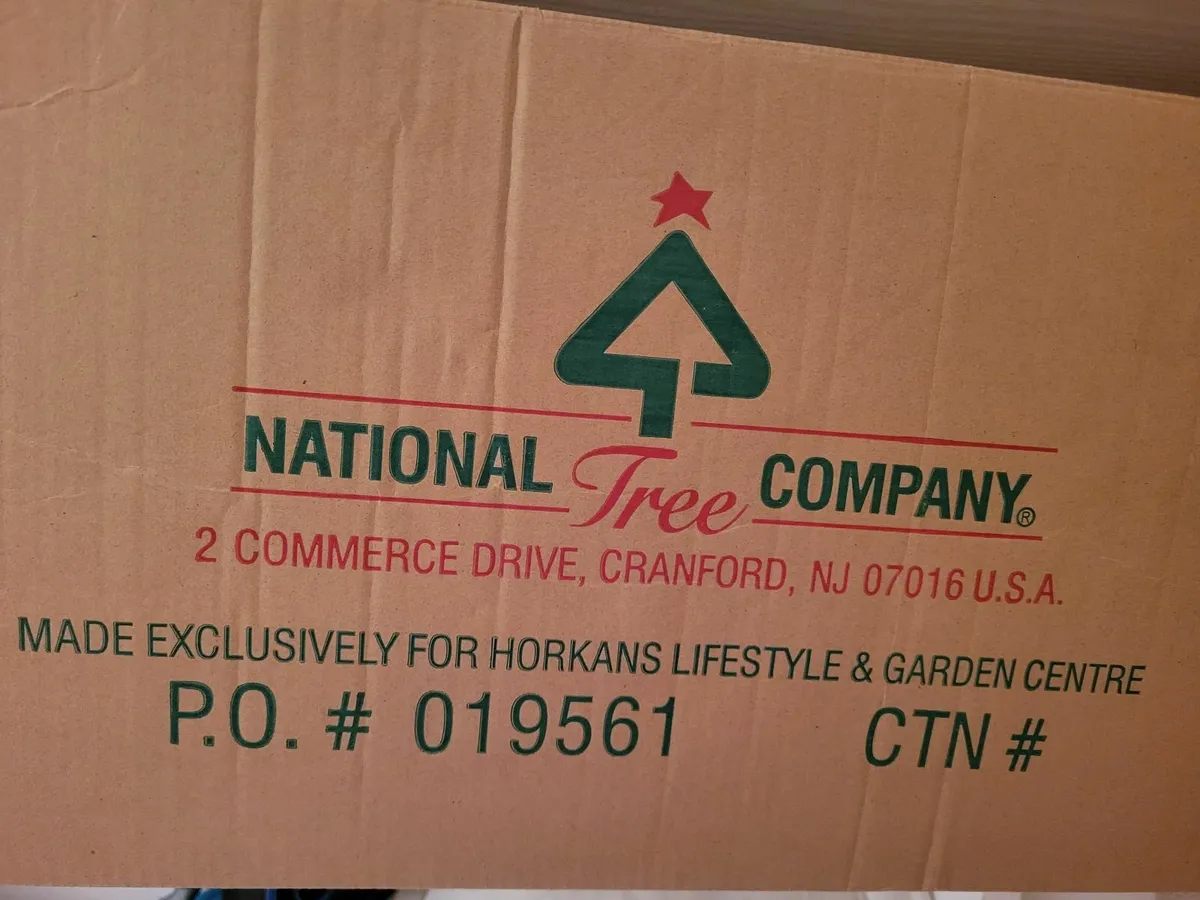 NATIONAL Tree COMPANY®
2 COMMERCE DRIVE, CRANFORD, NJ 07016 U.S.A.
MADE EXCLUSIVELY FOR HORKANS LIFESTYLE & GARDEN CENTRE
P.O. # 019561 CTN #